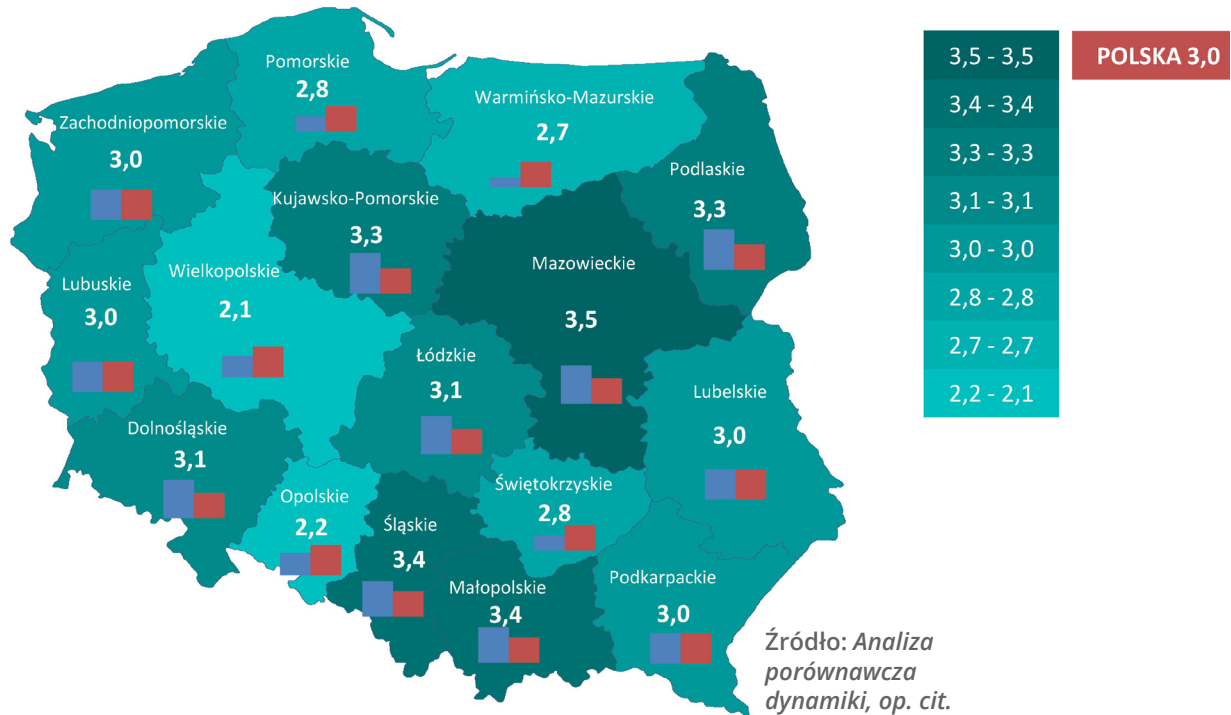 Pomorskie
2,8
Warmińsko-Mazurskie
2,7
Zachodniopomorskie
3,0
Podlaskie
3,3
Kujawsko-Pomorskie
3,3
Mazowieckie
3,5
Wielkopolskie
2,1
Lubuskie
3,0
Łódzkie
3,1
Lubelskie
3,0
Dolnośląskie
3,1
Opolskie
2,2
Śląskie
3,4
Świętokrzyskie
2,8
Małopolskie
3,4
Podkarpackie
3,0
3,5 - 3,5
3,4 - 3,4
3,3 - 3,3
3,1 - 3,1
3,0 - 3,0
2,8 - 2,8
2,7 - 2,7
2,2 - 2,1
POLSKA 3,0
Źródło: Analiza
porównawcza
dynamiki, op. cit.